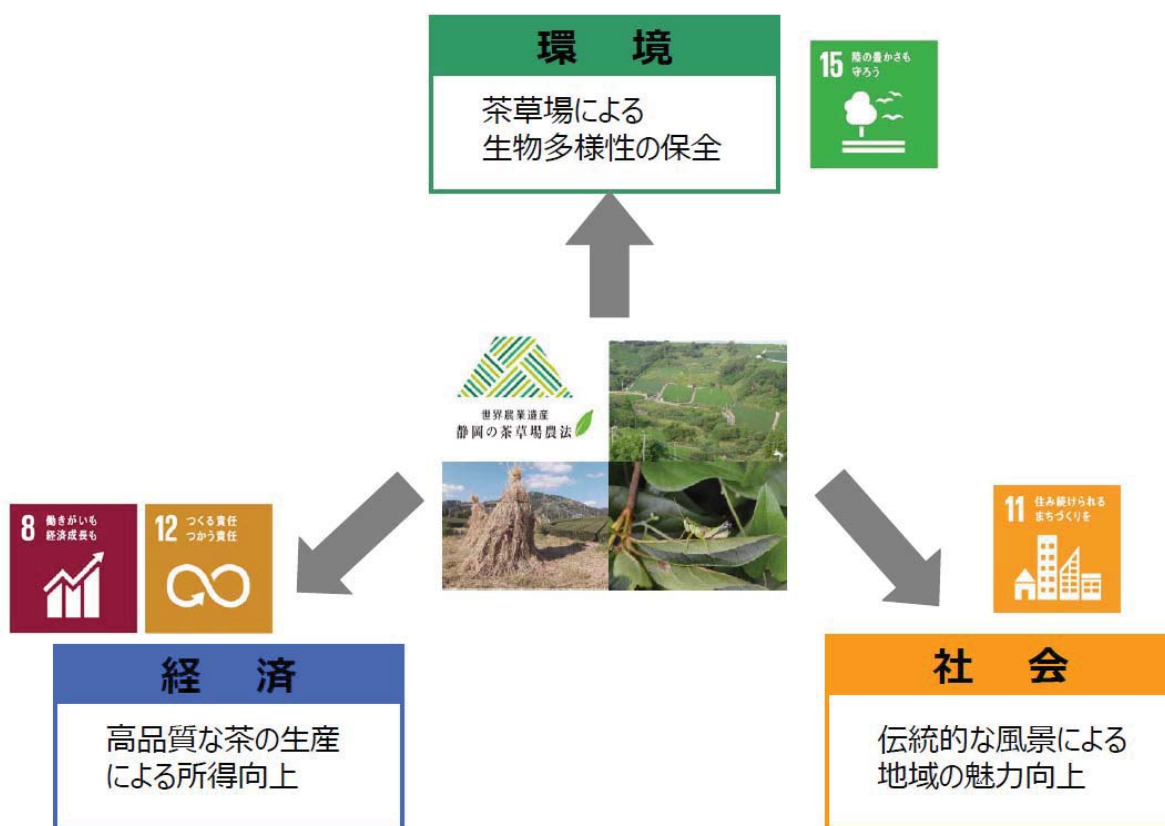 環 境
茶草場による
生物多様性の保全
15 陸の豊かさも
守ろう
世界農業遺産
静岡の茶草場農法
8 働きがいも
経済成長も
12 つくる責任
つかう責任
11 住み続けられる
まちづくりを
経 済
高品質な茶の生産
による所得向上
社 会
伝統的な風景による
地域の魅力向上